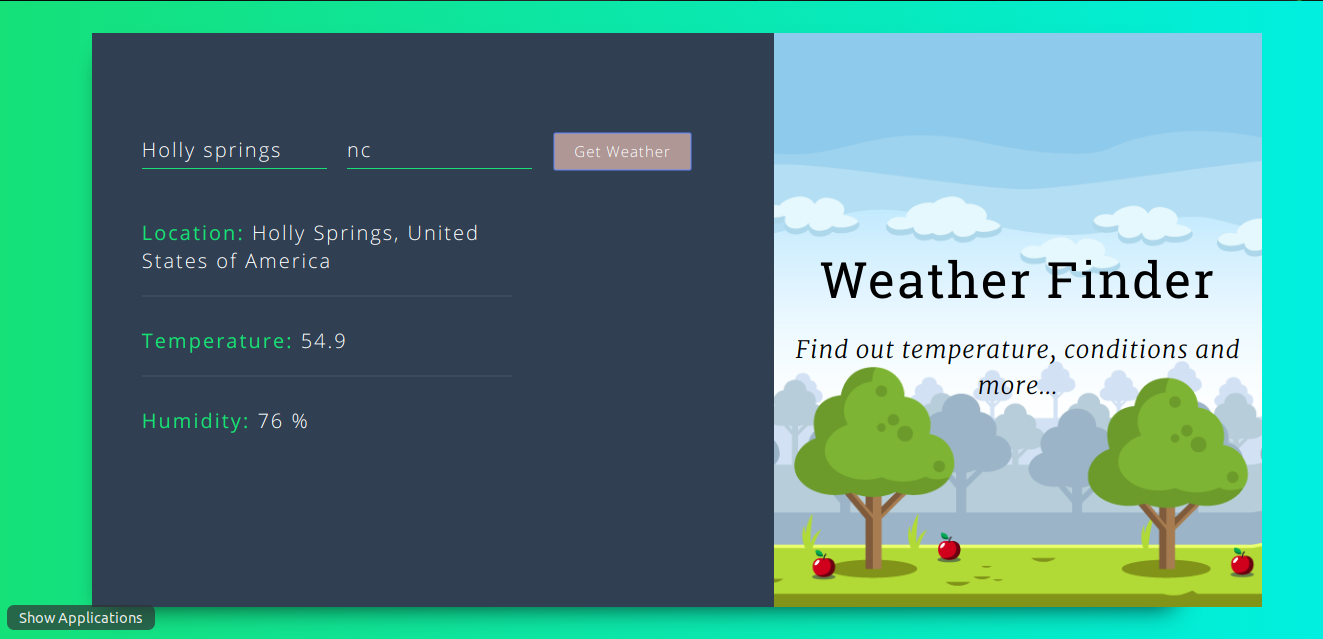 Holly springs
nc
Get Weather
Location: Holly Springs, United
States of America
Temperature: 54.9
Humidity: 76 %
Weather Finder
Find out temperature, conditions and
more...
Show Applications